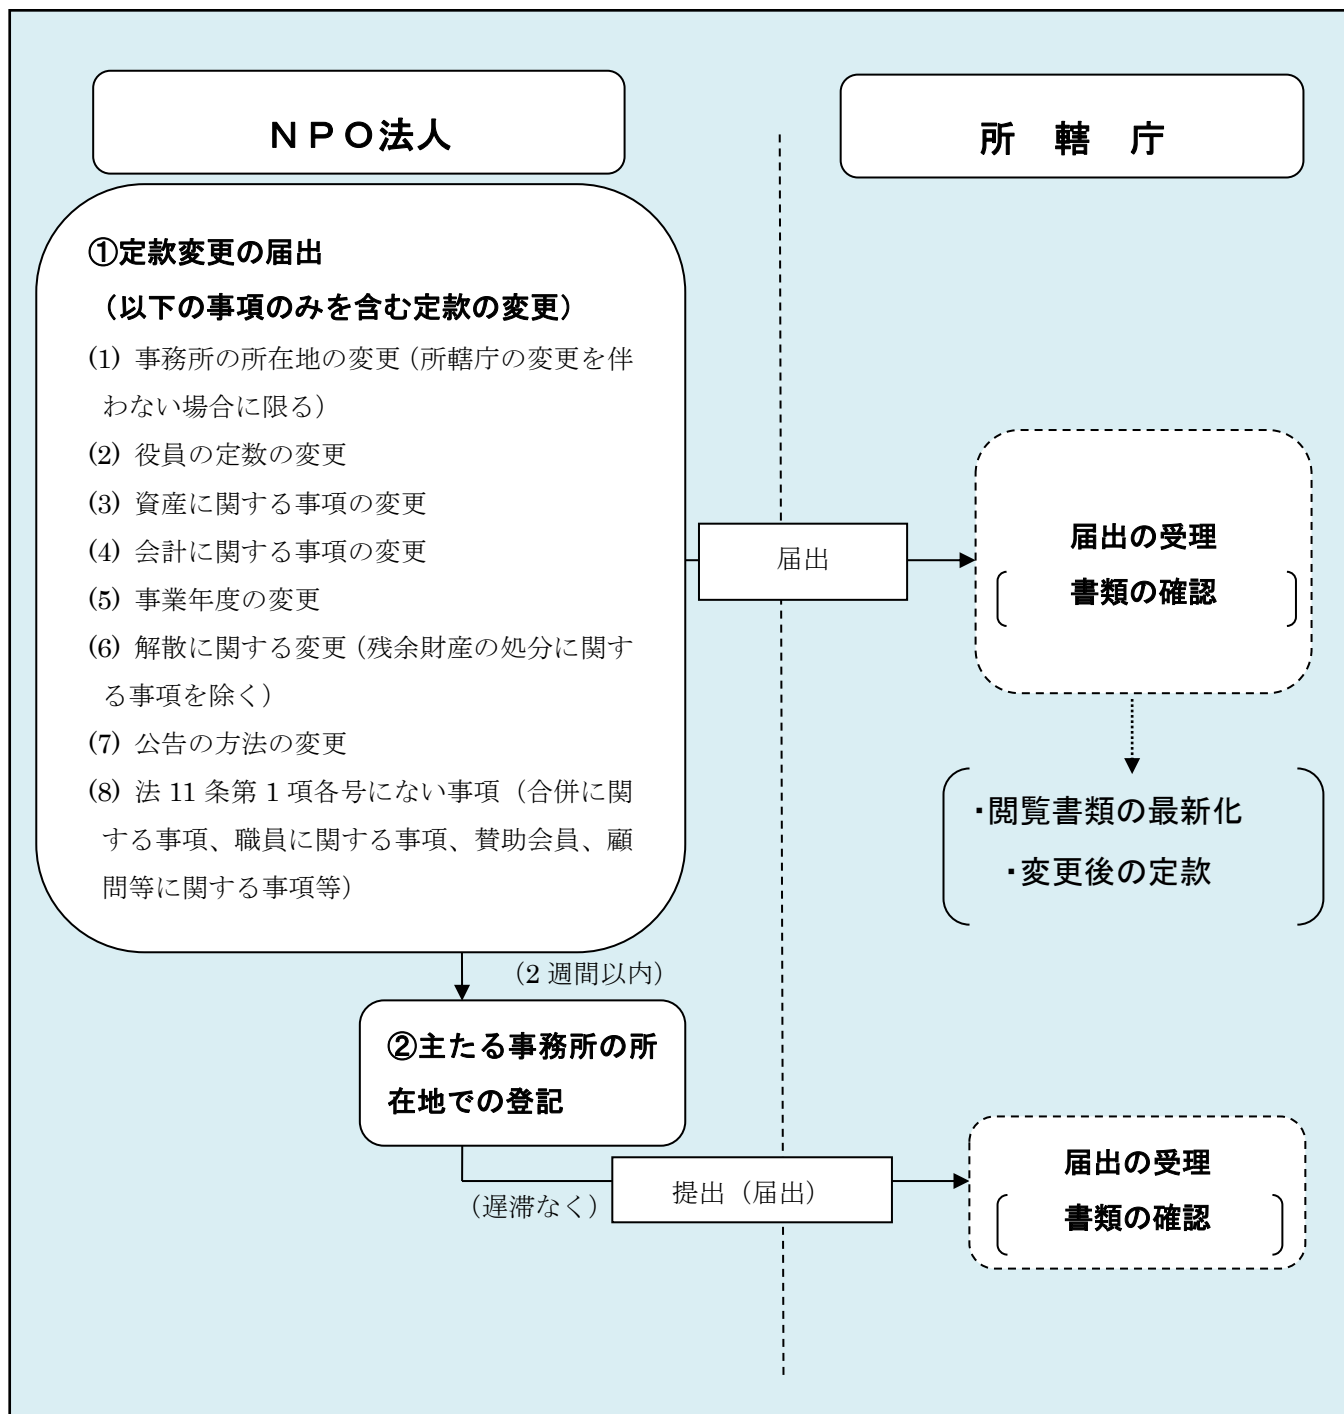 ＮＰＯ法人
所　轄　庁
①定款変更の届出
（以下の事項のみを含む定款の変更）
(1) 事務所の所在地の変更（所轄庁の変更を伴
わない場合に限る）
(2) 役員の定数の変更
(3) 資産に関する事項の変更
(4) 会計に関する事項の変更
(5) 事業年度の変更
(6) 解散に関する変更（残余財産の処分に関す
る事項を除く）
(7) 公告の方法の変更
(8) 法 11 条第 1 項各号にない事項（合併に関
する事項、職員に関する事項、賛助会員、顧
問等に関する事項等）
届出
届出の受理
書類の確認
・閲覧書類の最新化
・変更後の定款
（2 週間以内）
②主たる事務所の所
在地での登記
（遅滞なく）
提出（届出）
届出の受理
書類の確認